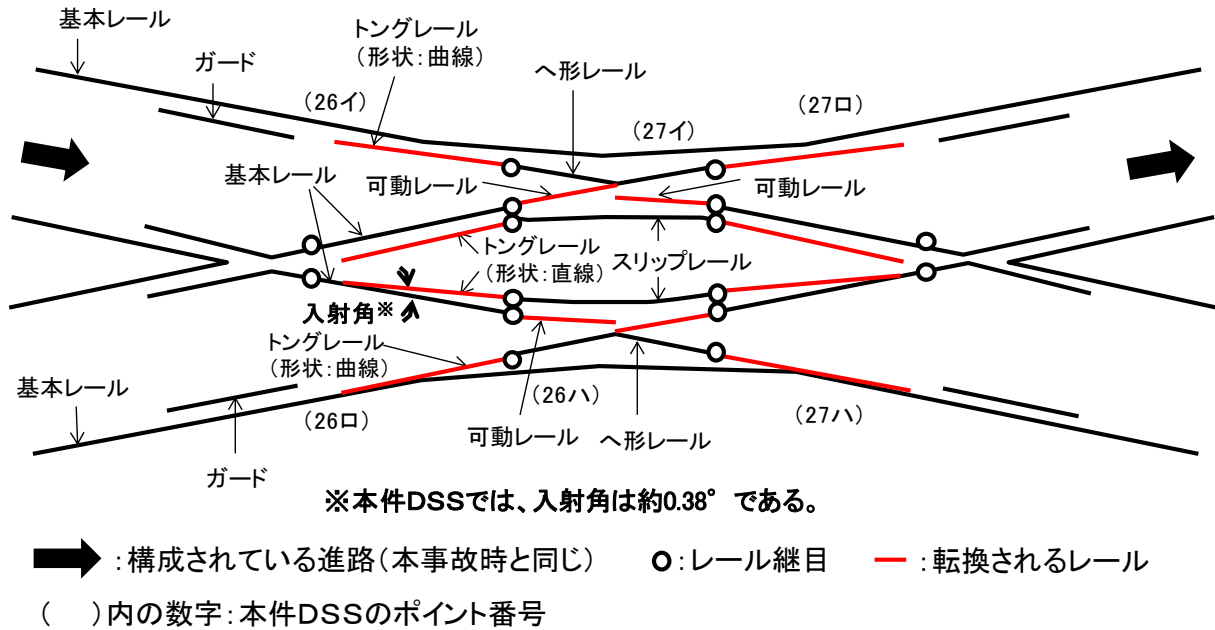 基本レール
トングレール
(形状:曲線)
ガード
ヘ形レール
(26イ)
(27イ)
(27ロ)
基本レール
可動レール
可動レール
トングレール
(形状:直線)
スリップレール
入射角※
トングレール
(形状:曲線)
基本レール
(26ロ)
(26ハ)
(27ハ)
可動レール
ヘ形レール
ガード
※本件DSSでは、入射角は約0.38°である。
:構成されている進路(本事故時と同じ)
:レール継目
:転換されるレール
( )内の数字:本件DSSのポイント番号